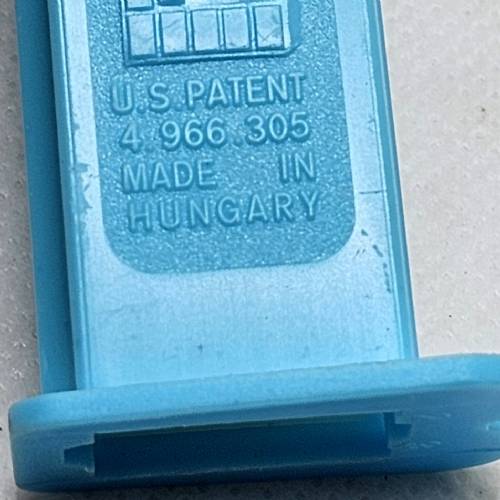 U.S.PATENT
4 966.305
MADE IN
HUNGARY